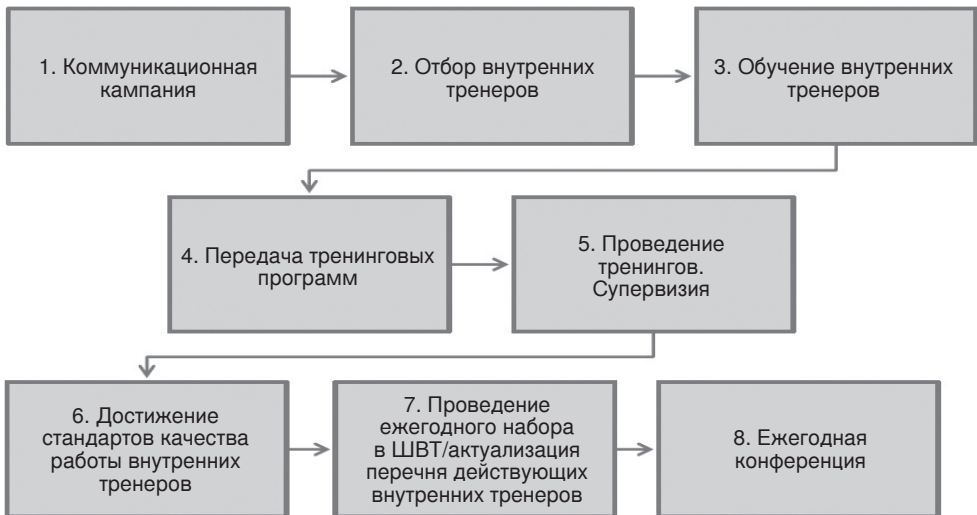 1. Коммуникационная
кампания
2. Отбор внутренних
тренеров
3. Обучение внутренних
тренеров
4. Передача тренинговых
программ
5. Проведение
тренингов.
Супервизия
6. Достижение
стандартов качества
работы внутренних
тренеров
7. Проведение
ежегодного набора
в ШВТ/актуализация
перечня действующих
внутренних тренеров
8. Ежегодная
конференция